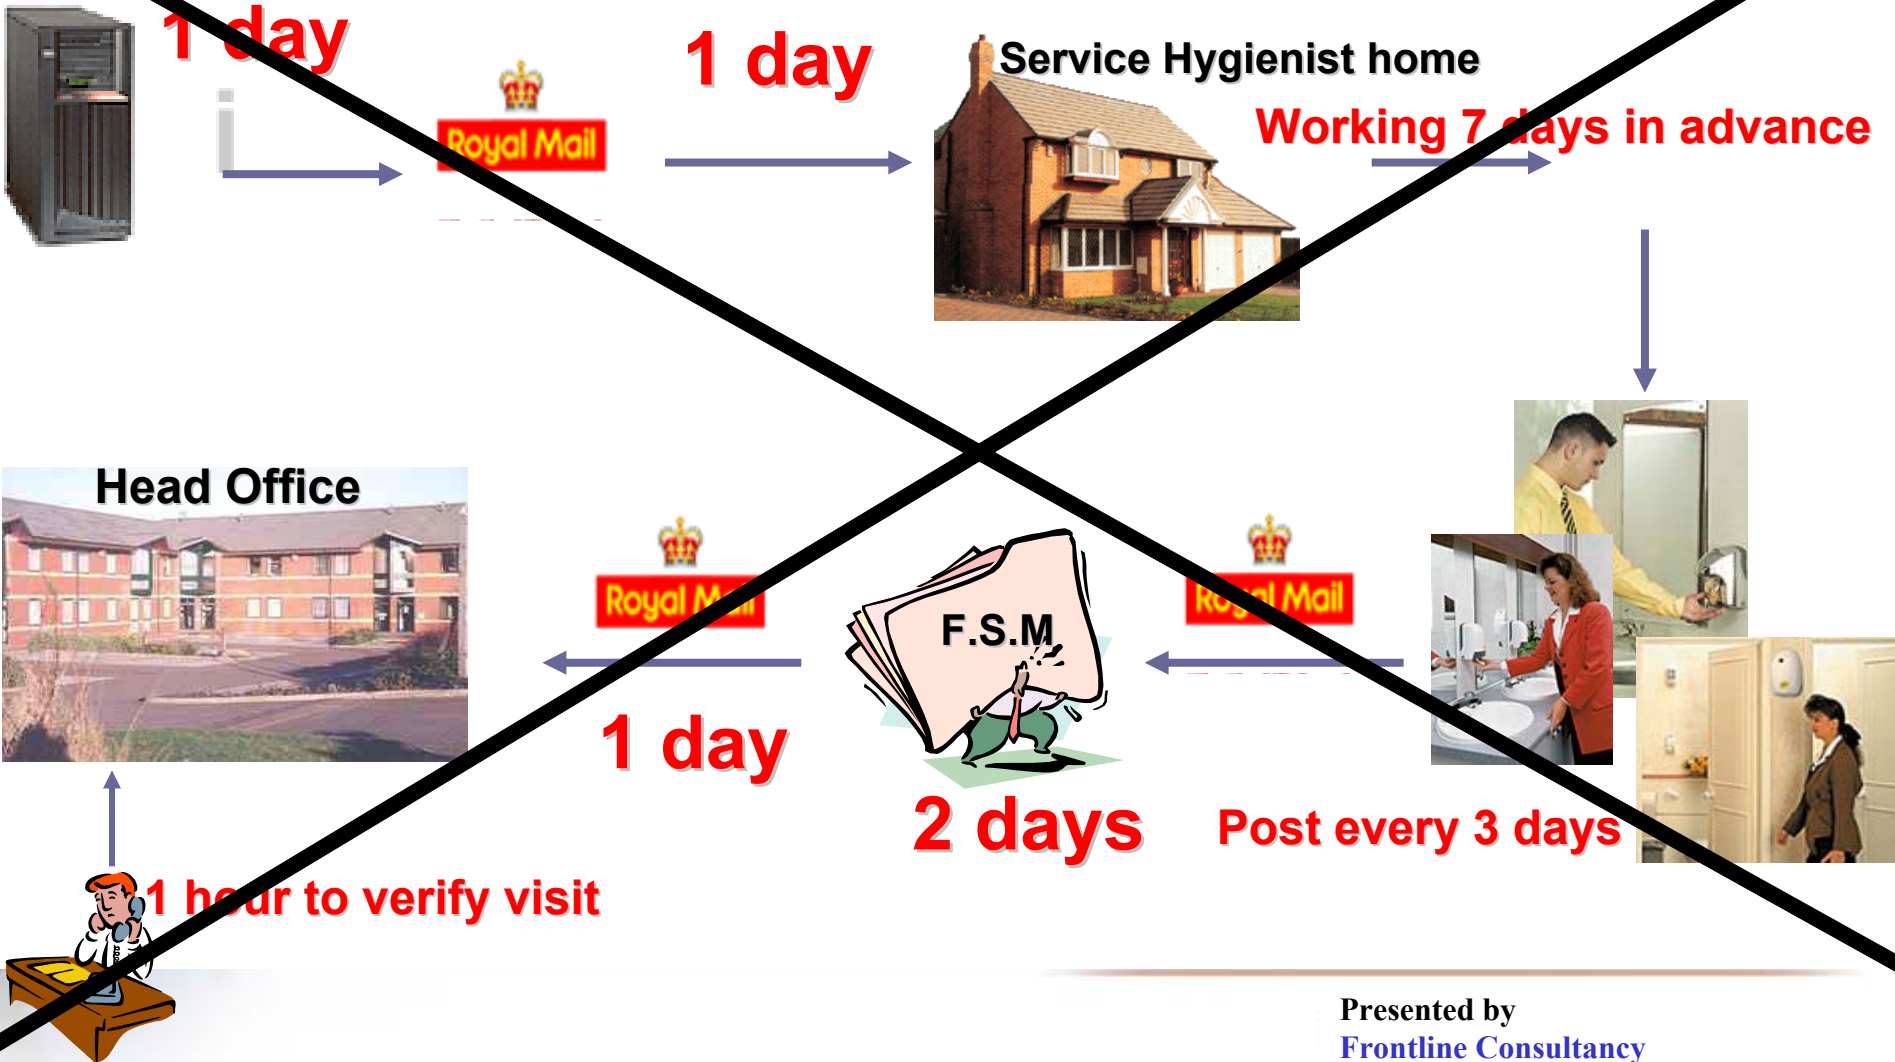 1 day
1 day
Service Hygienist home
Working 7 days in advance
Royal Mail
Head Office
Royal Mail
Royal Mail
F.S.M
1 day
2 days
Post every 3 days
1 hour to verify visit
Presented by
Frontline Consultancy